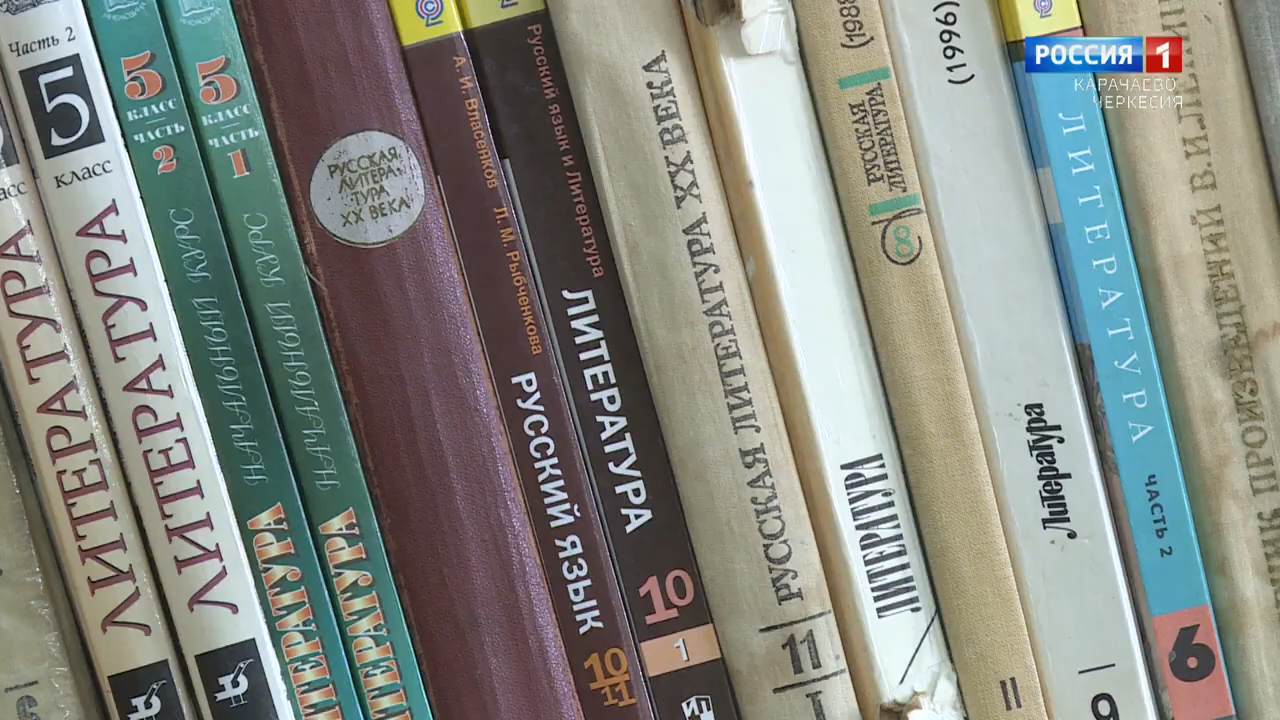 РОССИЯ 1
КАРАЧАЕВО
ЧЕРКЕСИЯ
ЛИТЕРАТУРА
Часть 2
5
класс
ЛИТЕРАТУРА
5
КЛАСС
ЧАСТЬ
2
НАЧАЛЬНЫЙ КУРС
5
КЛАСС
ЧАСТЬ
1
НАЧАЛЬНЫЙ КУРС
РУССКАЯ
ЛИТЕРА-
ТУРА
XX ВЕКА
А. И. Власенков Л. М. Рыбченкова
РУССКИЙ ЯЗЫК
10
11
Русский язык и Литература
ЛИТЕРАТУРА
10
1
РУССКАЯ ЛИТЕРАТУРА XX ВЕКА
11
ЛИТЕРАТУРА
РУССКАЯ
ЛИТЕРАТУРА
8
(1996)
Литература
ЛИТЕРАТУРА
ЧАСТЬ 2
6